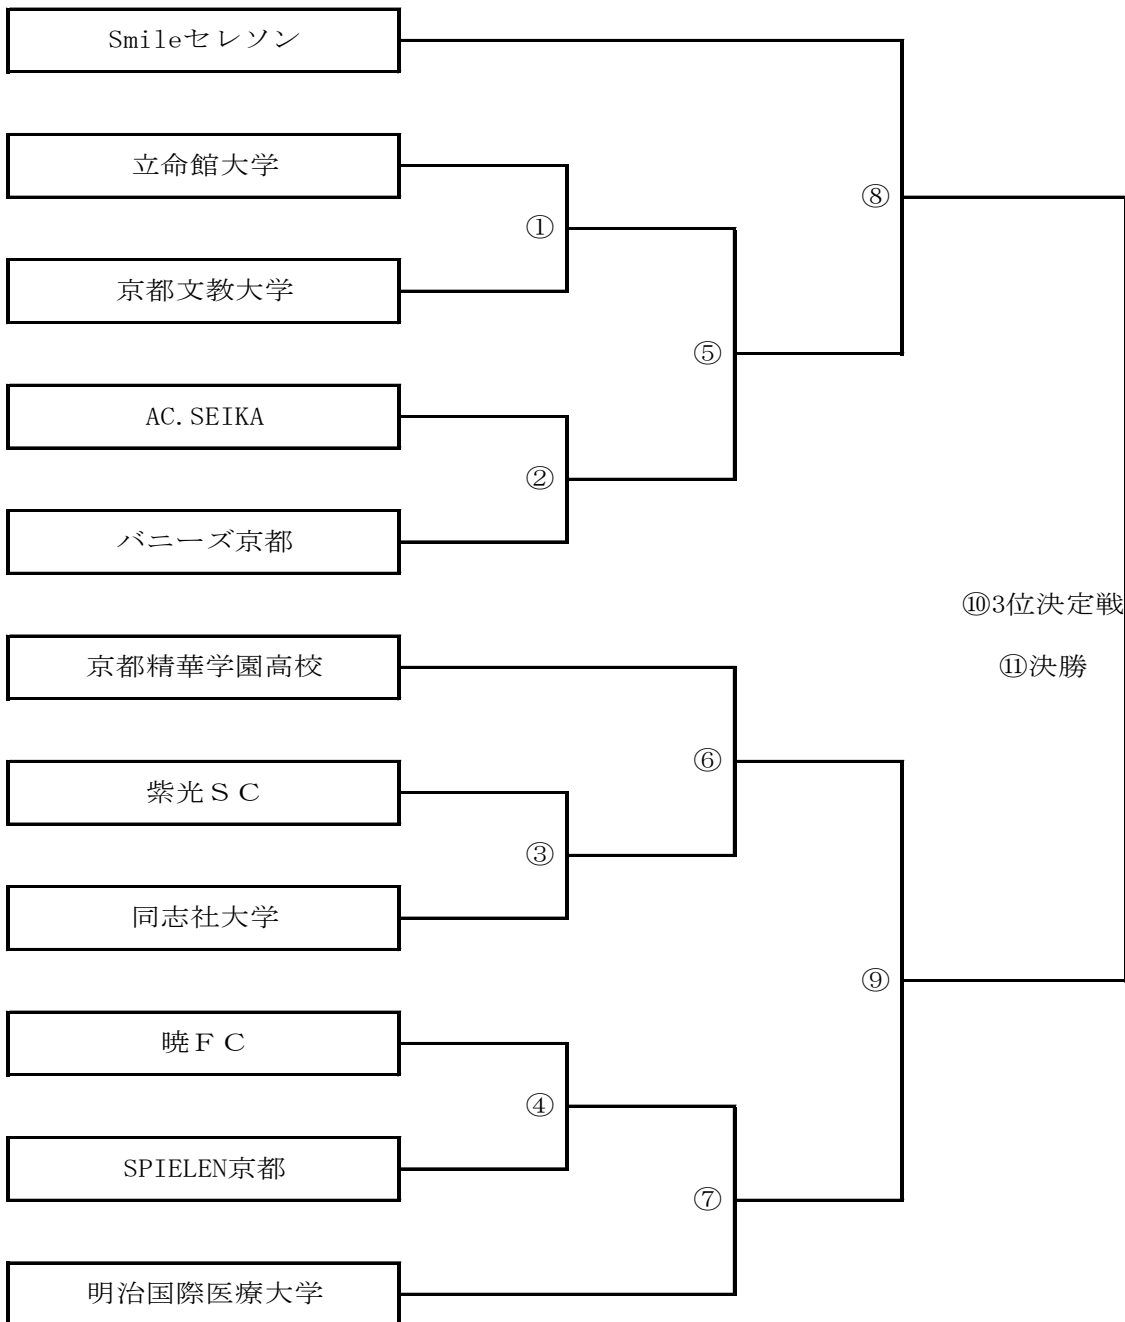 Smileセレソン
立命館大学
⑧
①
京都文教大学
⑤
AC.SEIKA
②
バニーズ京都
⑩3位決定戦
京都精華学園高校
⑪決勝
⑥
紫光ＳＣ
③
同志社大学
⑨
暁ＦＣ
④
SPIELEN京都
⑦
明治国際医療大学